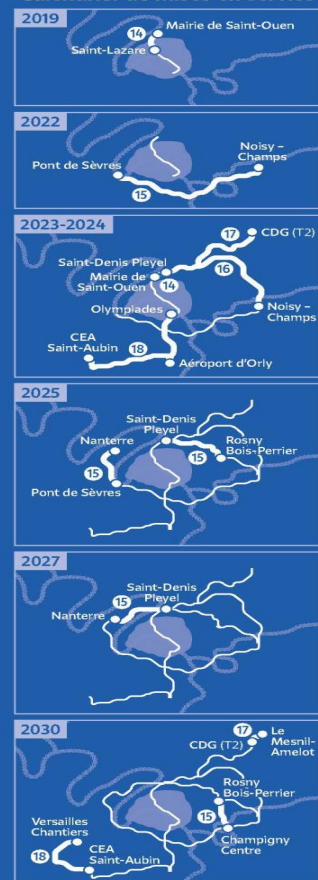 2019
Mairie de Saint-Ouen
14
Saint-Lazare
2022
Pont de Sèvres
Noisy –
Champs
15
2023-2024
17
CDG (T2)
Saint-Denis Pleyel
Mairie de
Saint-Ouen
14
16
Olympiades
Noisy –
Champs
CEA
Saint-Aubin
18
Aéroport d'Orly
2025
Saint-Denis
Pleyel
Nanterre
Rosny
Bois-Perrier
15
15
Pont de Sèvres
2027
Saint-Denis
Pleyel
15
Nanterre
2030
17
Le
Mesnil-
Amelot
CDG (T2)
Rosny
Bois-Perrier
15
Versailles
Chantiers
Champigny
Centre
18
CEA
Saint-Aubin